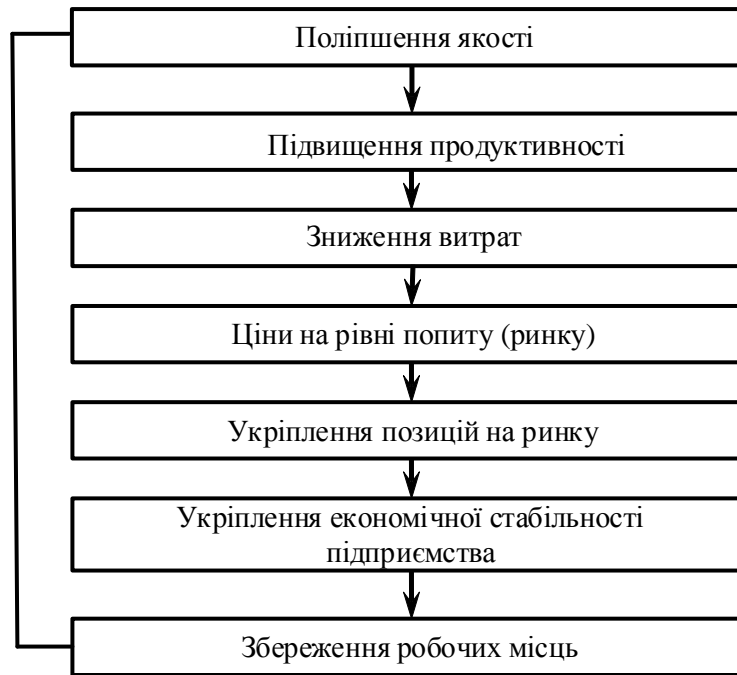 Поліпшення якості
Підвищення продуктивності
Зниження витрат
Ціни на рівні попиту (ринку)
Укріплення позицій на ринку
Укріплення економічної стабільності
підприємства
Збереження робочих місць